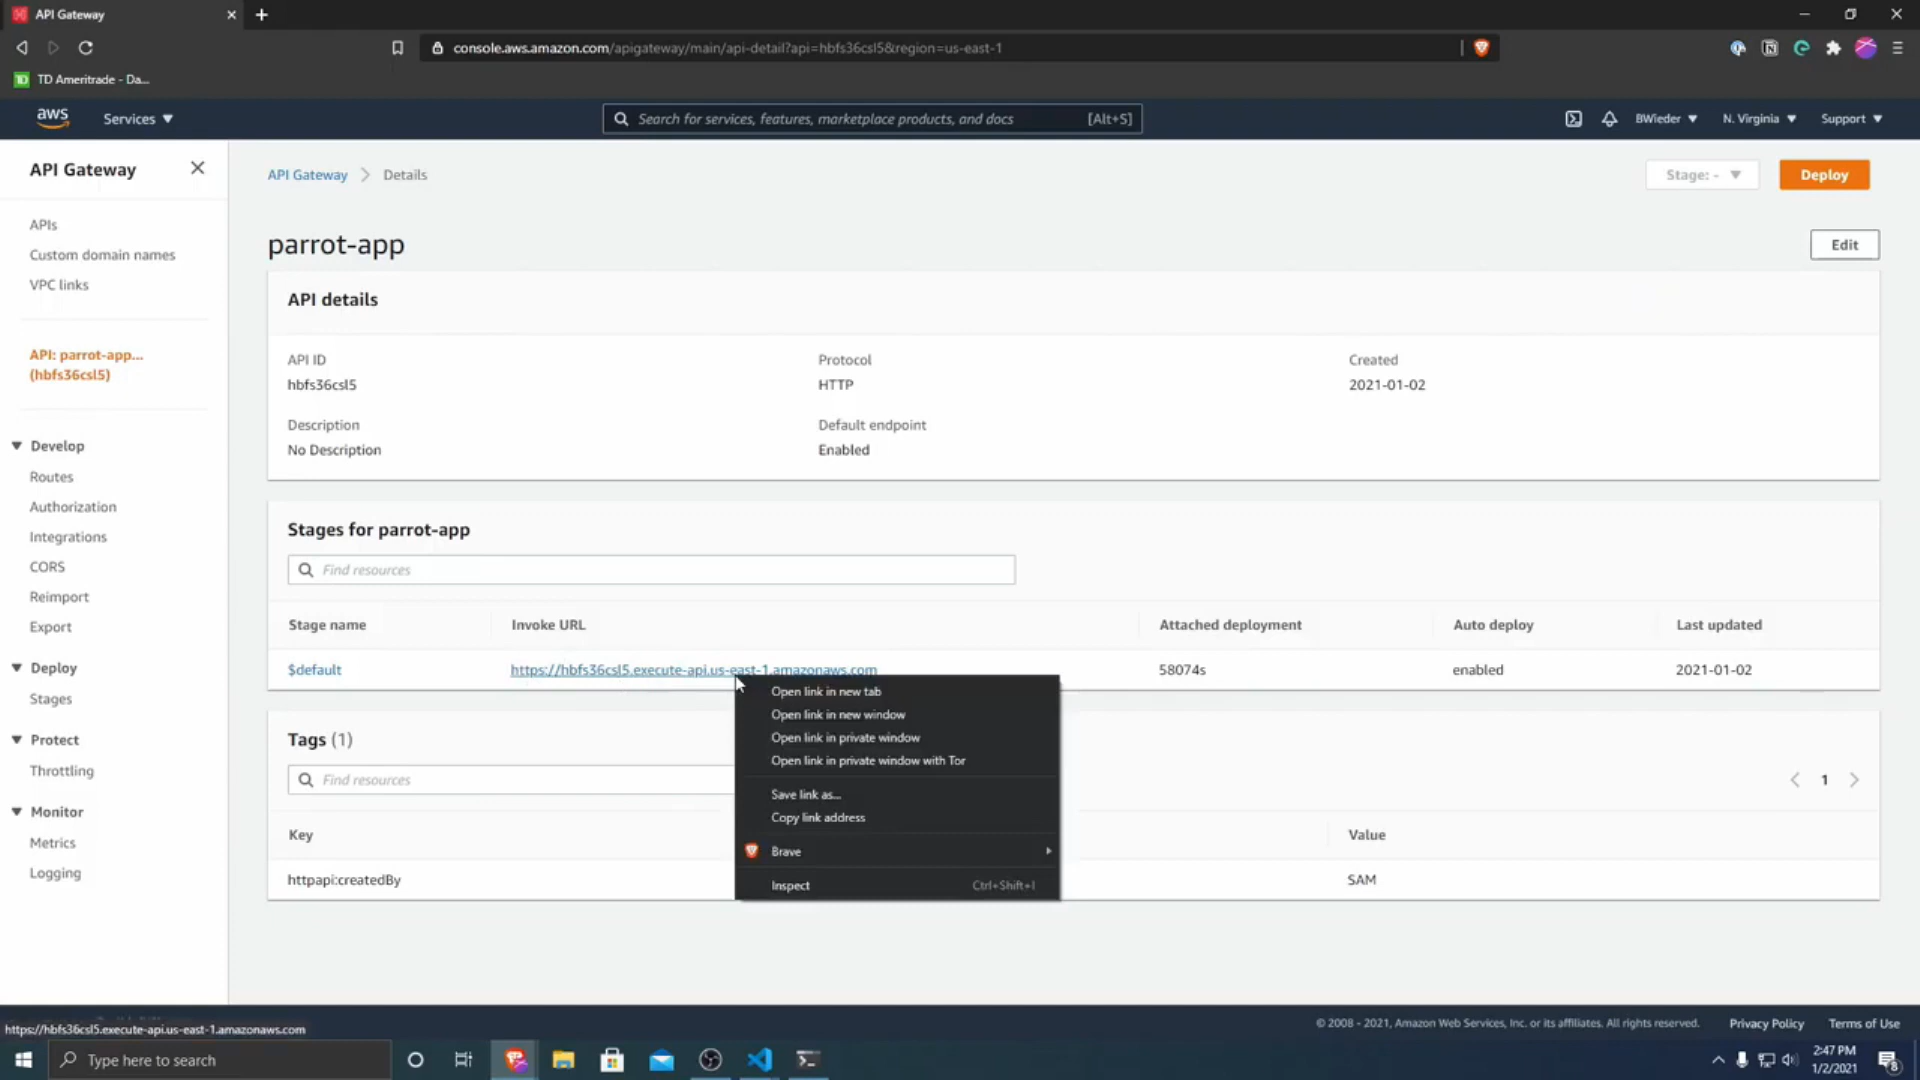 API Gateway
console.aws.amazon.com/apigateway/main/api-detail?api=hbfs36csl5&region=us-east-1
TD Ameritrade - Da...
aws
Services
Search for services, features, marketplace products, and docs
[Alt+S]
BWieder
N. Virginia
Support
API Gateway
API Gateway
Details
Stage: -
Deploy
APIs
Custom domain names
VPC links
API: parrot-app...
(hbfs36csl5)
Develop
Routes
Authorization
Integrations
CORS
Reimport
Export
Deploy
Stages
Protect
Throttling
Monitor
Metrics
Logging
parrot-app
Edit
API details
API ID
Protocol
Created
hbfs36csl5
HTTP
2021-01-02
Description
Default endpoint
No Description
Enabled
Stages for parrot-app
Find resources
Stage name
Invoke URL
Attached deployment
Auto deploy
Last updated
$default
https://hbfs36csl5.execute-api.us-east-1.amazonaws.com
58074s
enabled
2021-01-02
Tags (1)
Find resources
1
Key
Value
httpapi:createdBy
SAM
Open link in new tab
Open link in new window
Open link in private window
Open link in private window with Tor
Save link as...
Copy link address
Brave
Inspect
Ctrl+Shift+I
https://hbfs36csl5.execute-api.us-east-1.amazonaws.com
© 2008 - 2021, Amazon Web Services, Inc. or its affiliates. All rights reserved.
Privacy Policy
Terms of Use
Type here to search
2:47 PM
1/2/2021
8